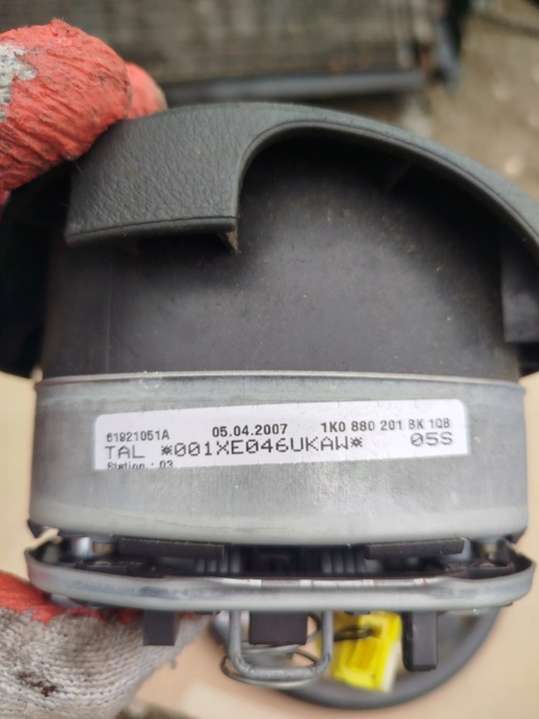 61921051A 05.04.2007 1K0 880 201 BK 1QB
TAL *001XE046UKAW* 05S
Station : 03